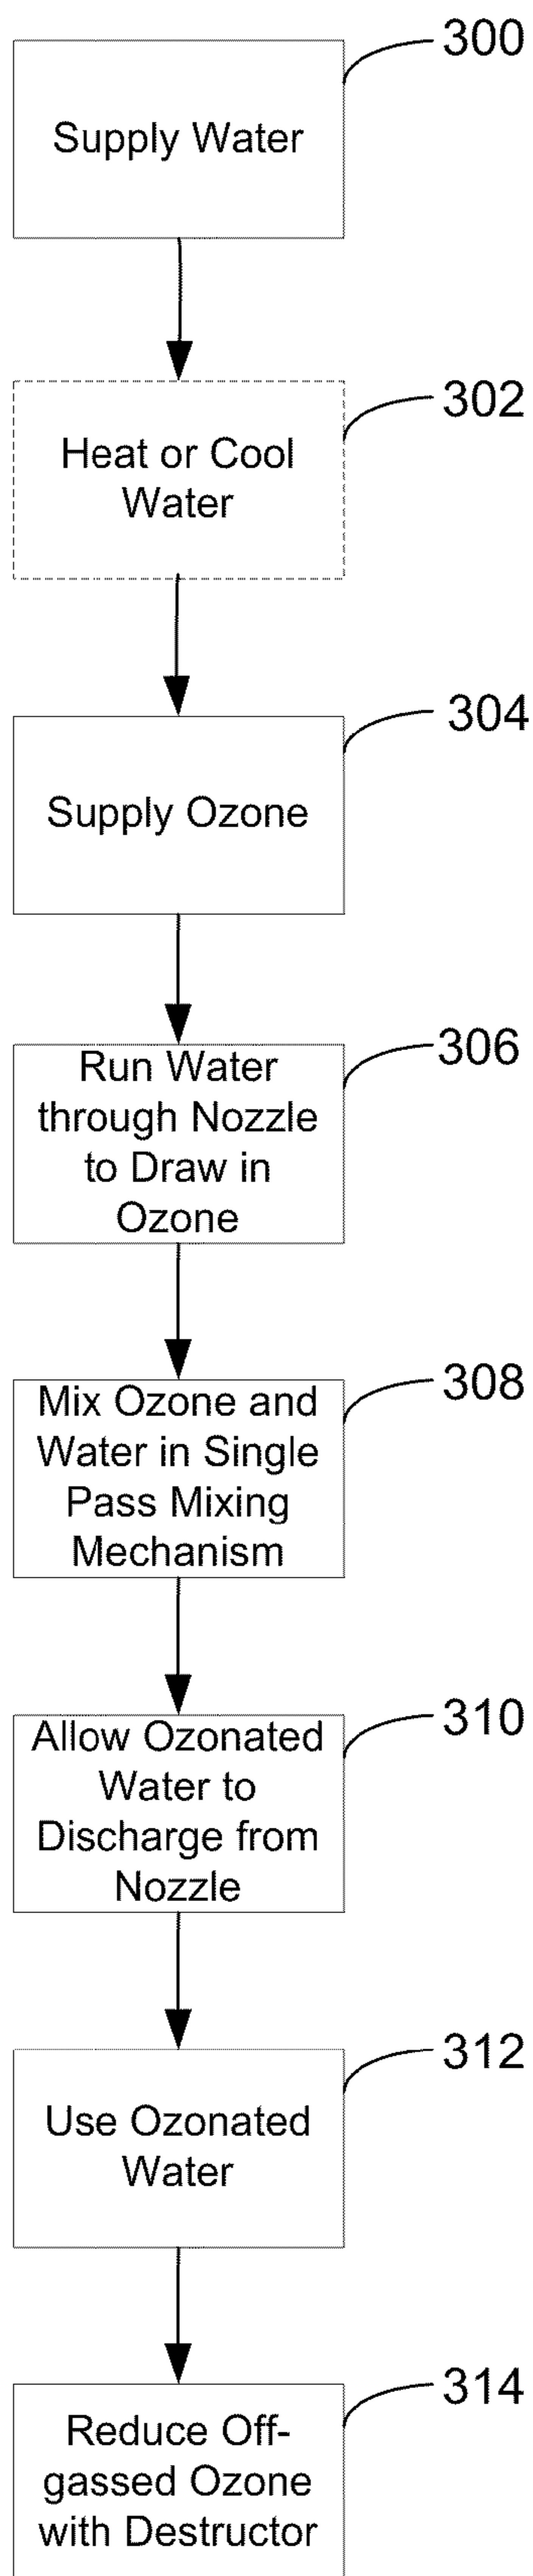 300
Supply Water
302
Heat or Cool
Water
304
Supply Ozone
306
Run Water
through Nozzle
to Draw in
Ozone
308
Mix Ozone and
Water in Single
Pass Mixing
Mechanism
310
Allow Ozonated
Water to
Discharge from
Nozzle
312
Use Ozonated
Water
314
Reduce Off-
gassed Ozone
with Destructor